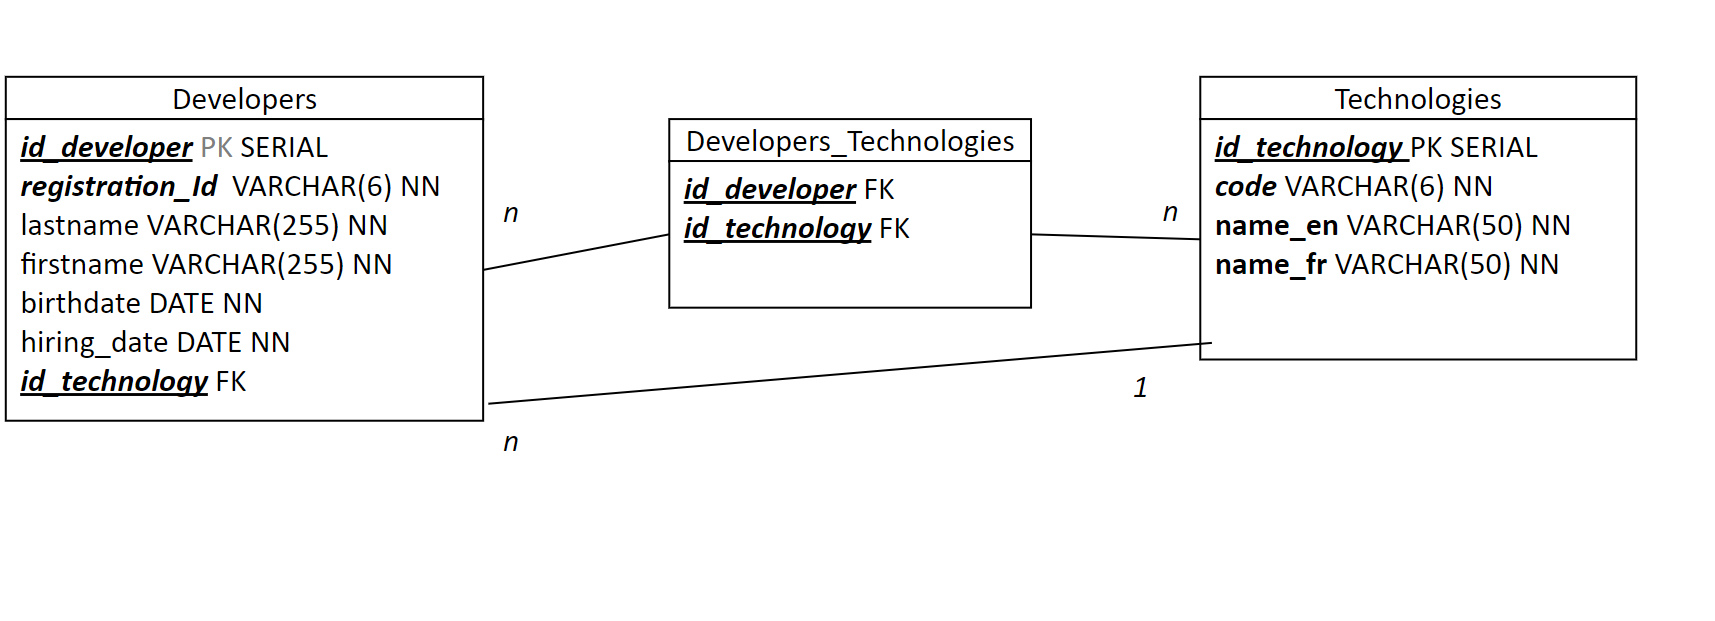 Developers
id_developer PK SERIAL
registration_Id VARCHAR(6) NN
lastname VARCHAR(255) NN
firstname VARCHAR(255) NN
birthdate DATE NN
hiring_date DATE NN
id_technology FK
n
n
Developers_Technologies
id_developer FK
id_technology FK
n
1
Technologies
id_technology PK SERIAL
code VARCHAR(6) NN
name_en VARCHAR(50) NN
name_fr VARCHAR(50) NN